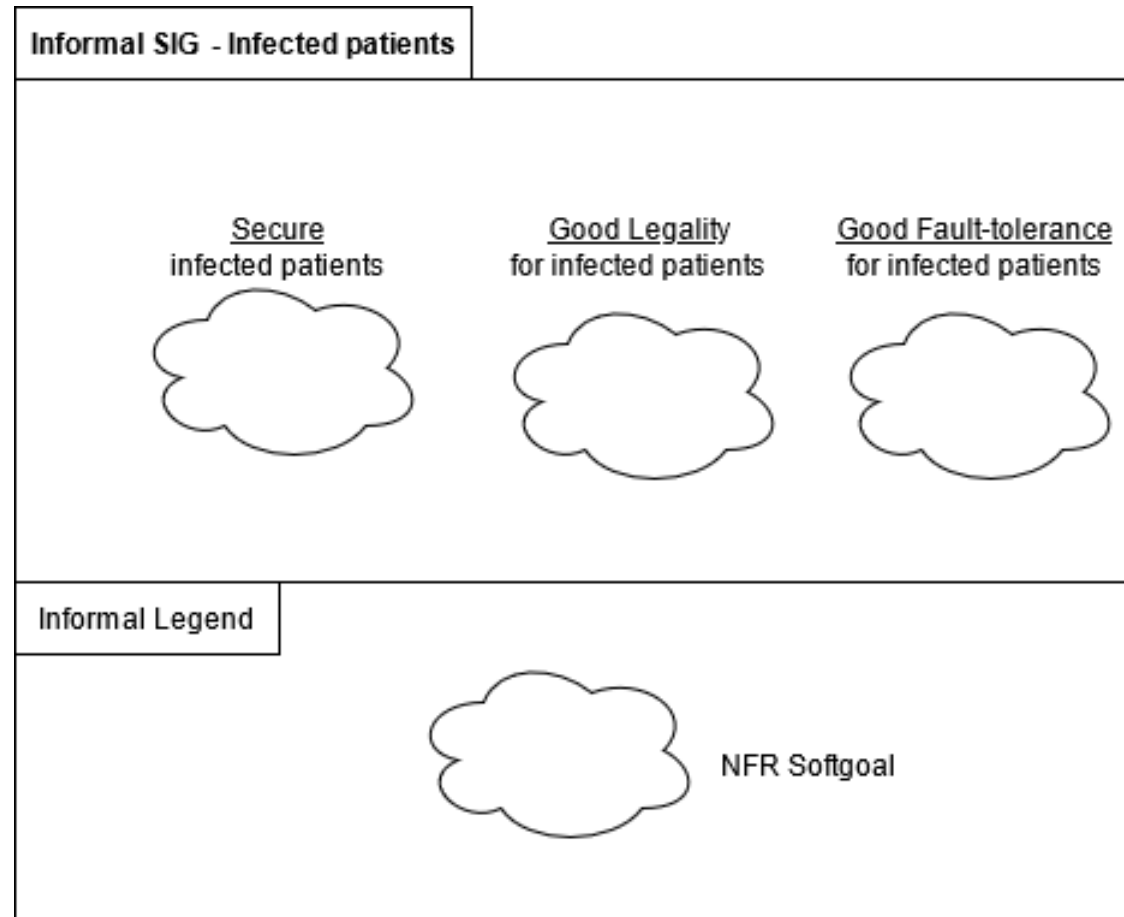 Informal SIG - Infected patients
Secure
infected patients
Good Legality
for infected patients
Good Fault-tolerance
for infected patients
Informal Legend
NFR Softgoal